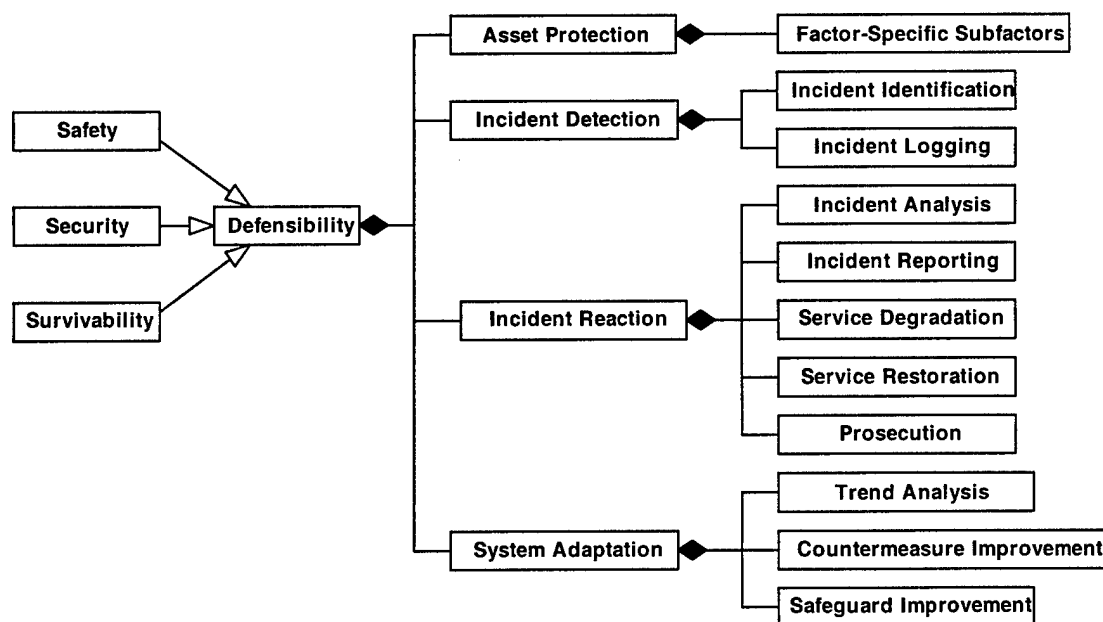 Safety
Security
Survivability
Defensibility
Asset Protection
Factor-Specific Subfactors
Incident Detection
Incident Identification
Incident Logging
Incident Reaction
Incident Analysis
Incident Reporting
Service Degradation
Service Restoration
Prosecution
System Adaptation
Trend Analysis
Countermeasure Improvement
Safeguard Improvement